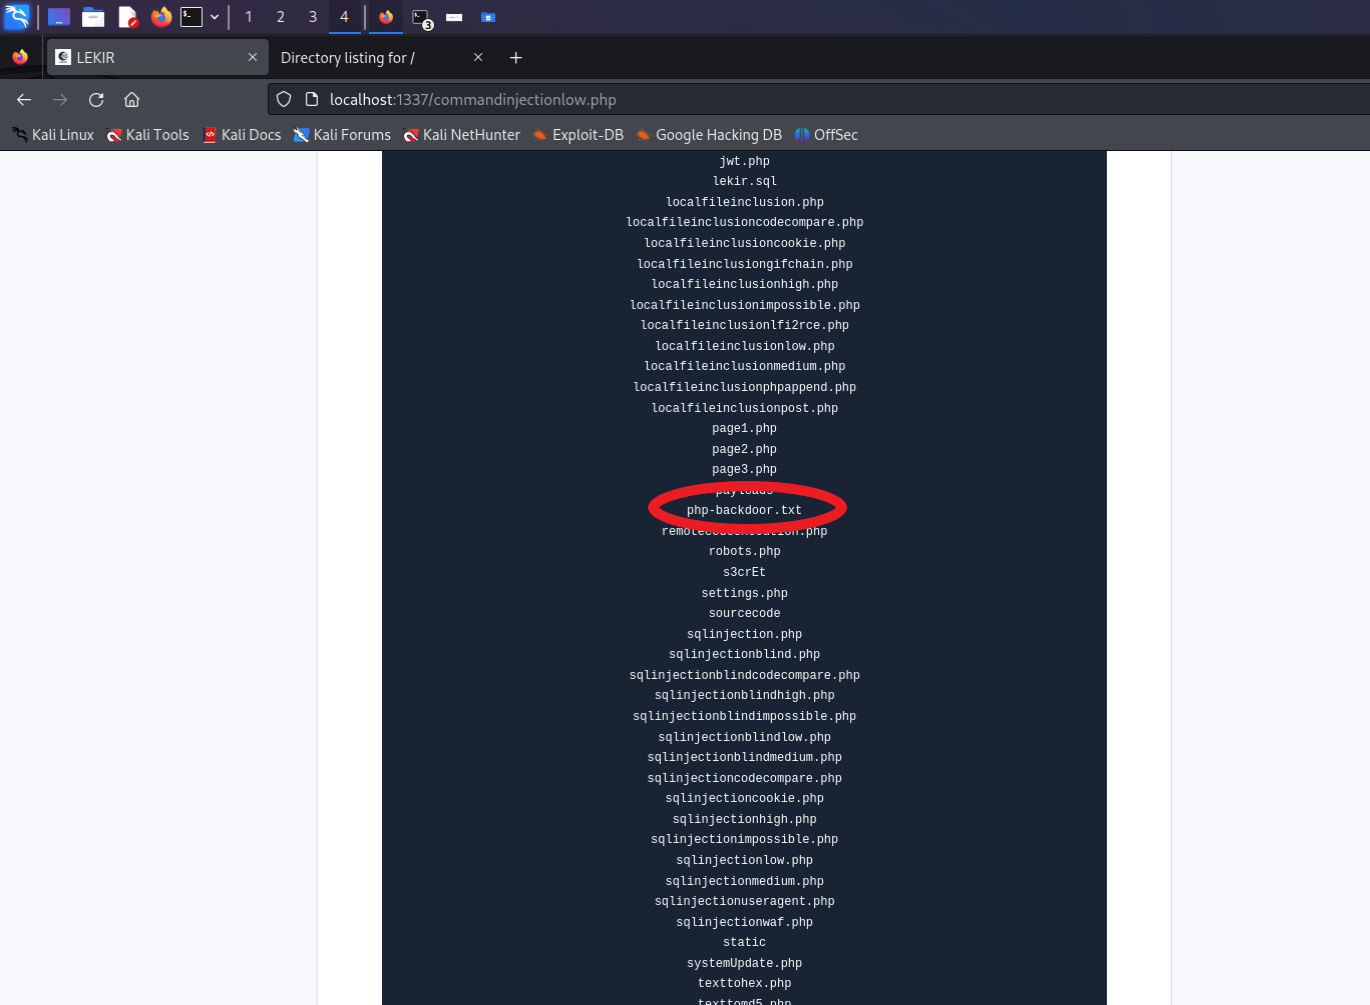 1 2 3 4 3
LEKIR
Directory listing for /
localhost:1337/commandinjectionlow.php
Kali Linux Kali Tools Kali Docs Kali Forums Kali NetHunter Exploit-DB Google Hacking DB OffSec
jwt.php
lekir.sql
localfileinclusion.php
localfileinclusioncodecompare.php
localfileinclusioncookie.php
localfileinclusiongifchain.php
localfileinclusionhigh.php
localfileinclusionimpossible.php
localfileinclusionlfi2rce.php
localfileinclusionlow.php
localfileinclusionmedium.php
localfileinclusionphpappend.php
localfileinclusionpost.php
page1.php
page2.php
page3.php
payloads
php-backdoor.txt
remotecodeexecution.php
robots.php
s3crEt
settings.php
sourcecode
sqlinjection.php
sqlinjectionblind.php
sqlinjectionblindcodecompare.php
sqlinjectionblindhigh.php
sqlinjectionblindimpossible.php
sqlinjectionblindlow.php
sqlinjectionblindmedium.php
sqlinjectioncodecompare.php
sqlinjectioncookie.php
sqlinjectionhigh.php
sqlinjectionimpossible.php
sqlinjectionlow.php
sqlinjectionmedium.php
sqlinjectionuseragent.php
sqlinjectionwaf.php
static
systemUpdate.php
texttohex.php
texttomd5.php